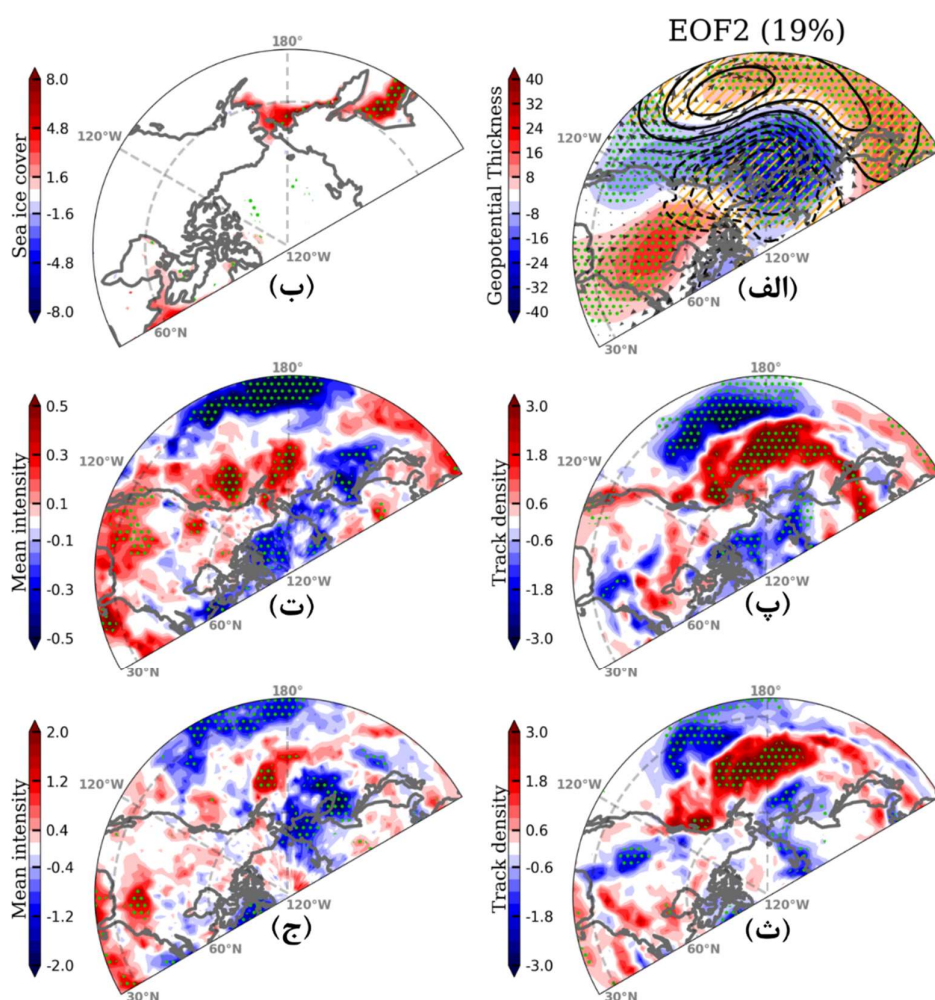 EOF2 (19%)
180°
8.0
4.8
1.6
-1.6
-4.8
-8.0
Sea ice cover
120°W
120°W
60°N
(ب)
40
32
24
16
8
-8
-16
-24
-32
-40
Geopotential Thickness
120°W
60°N
30°N
(الف)
180°
0.5
0.3
0.1
-0.1
-0.3
-0.5
Mean intensity
120°W
120°W
60°N
30°N
(ت)
180°
3.0
1.8
0.6
-0.6
-1.8
-3.0
Track density
120°W
120°W
60°N
30°N
(پ)
180°
2.0
1.2
0.4
-0.4
-1.2
-2.0
Mean intensity
120°W
120°W
60°N
30°N
(ج)
180°
3.0
1.8
0.6
-0.6
-1.8
-3.0
Track density
120°W
120°W
60°N
30°N
(ث)